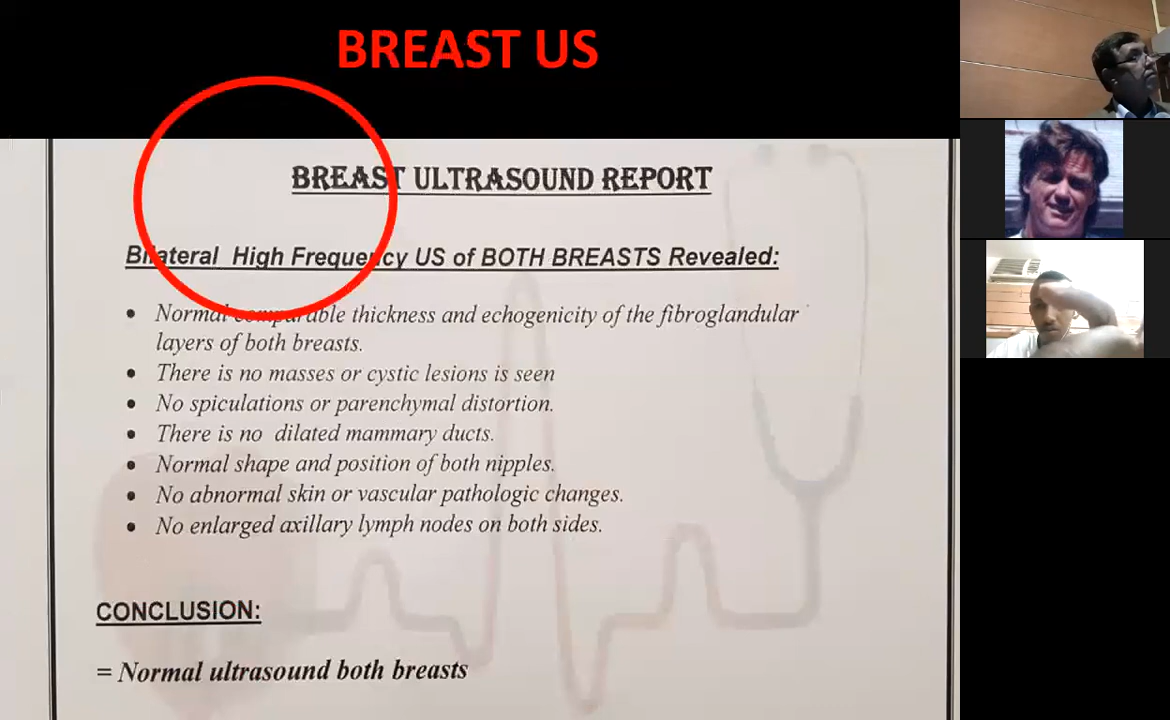 BREAST US
BREAST ULTRASOUND REPORT
Bilateral High Frequency US of BOTH BREASTS Revealed:
• Normal comparable thickness and echogenicity of the fibroglandular
layers of both breasts.
• There is no masses or cystic lesions is seen
• No spiculations or parenchymal distortion.
• There is no dilated mammary ducts.
• Normal shape and position of both nipples.
• No abnormal skin or vascular pathologic changes.
• No enlarged axillary lymph nodes on both sides.
CONCLUSION:
= Normal ultrasound both breasts